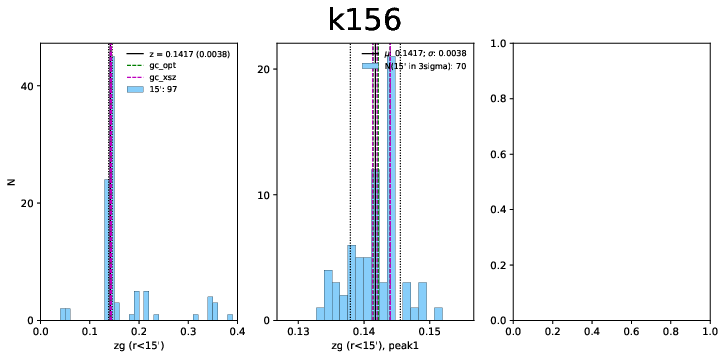 k156
z = 0.1417 (0.0038)
gc_opt
gc_xsz
15': 97
N
40
20
0
0.0 0.1 0.2 0.3 0.4
zg (r<15')
μ: 0.1417; σ: 0.0038
N(15' in 3sigma): 70
20
10
0
0.13 0.14 0.15
zg (r<15'), peak1
1.0
0.8
0.6
0.4
0.2
0.0
0.0 0.2 0.4 0.6 0.8 1.0